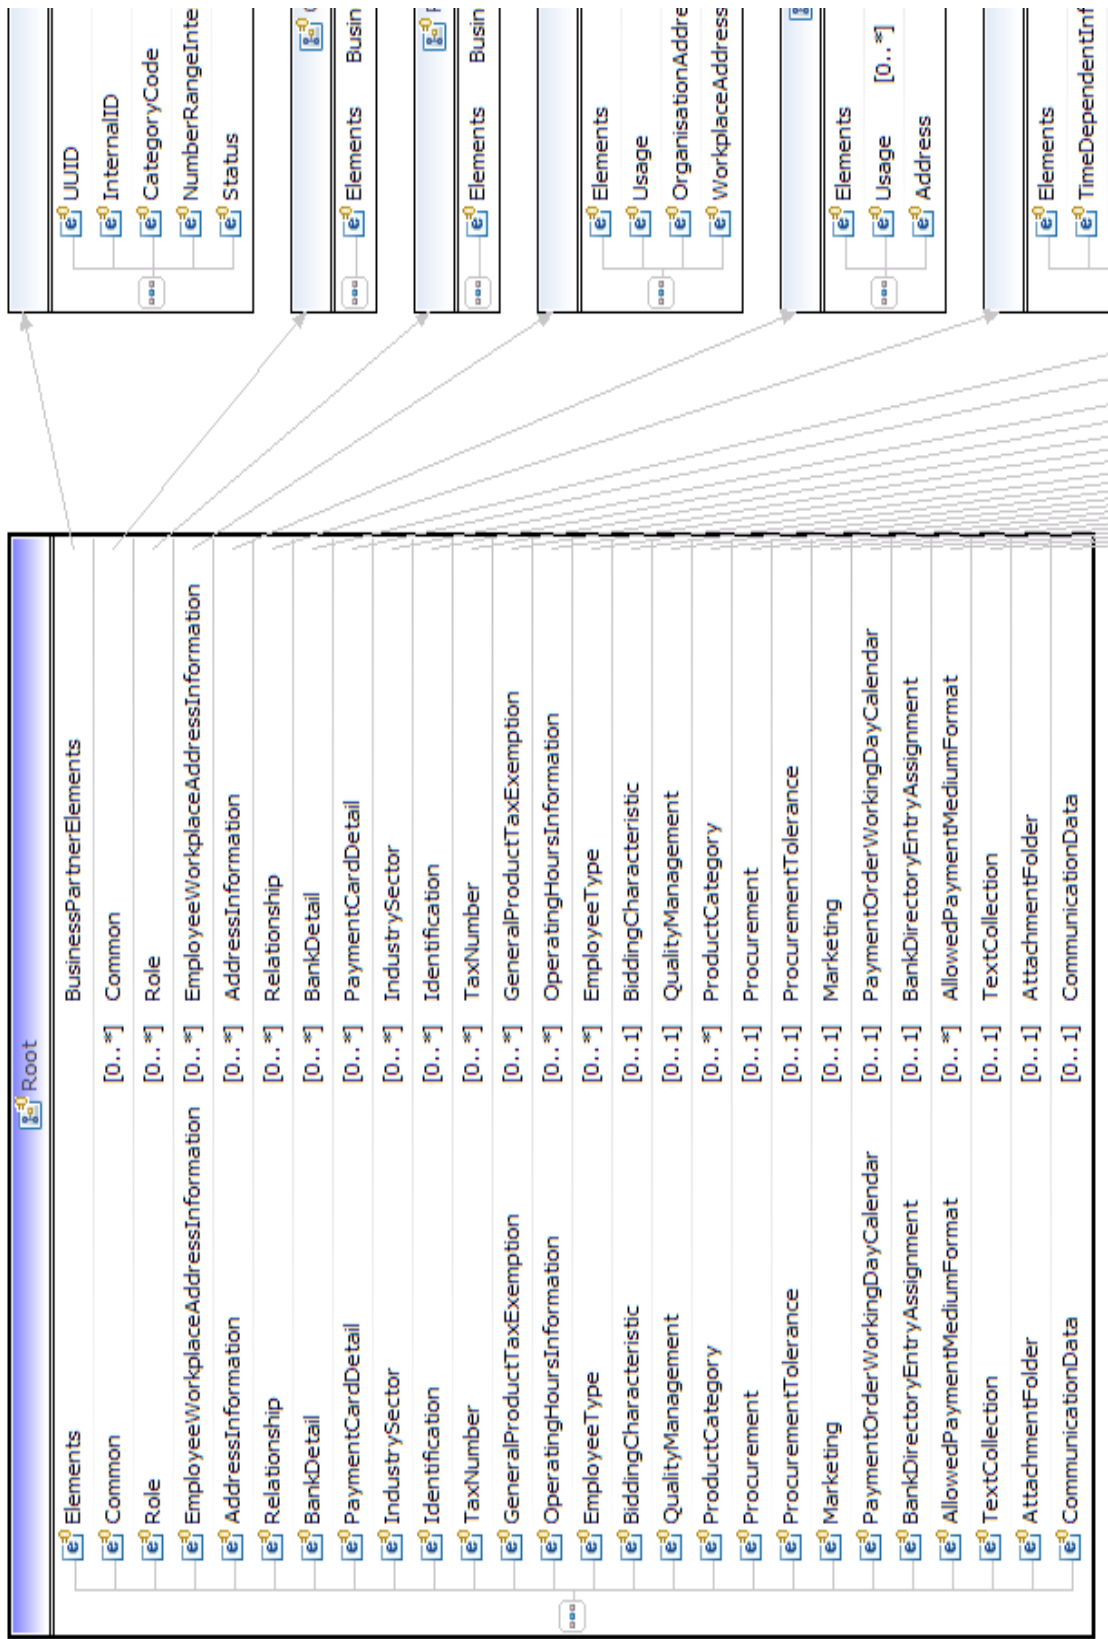 Root
Elements BusinessPartnerElements
Common [0..*] Common
Role [0..*] Role
EmployeeWorkplaceAddressInformation [0..*] EmployeeWorkplaceAddressInformation
AddressInformation [0..*] AddressInformation
Relationship [0..*] Relationship
BankDetail [0..*] BankDetail
PaymentCardDetail [0..*] PaymentCardDetail
IndustrySector [0..*] IndustrySector
Identification [0..*] Identification
TaxNumber [0..*] TaxNumber
GeneralProductTaxExemption [0..*] GeneralProductTaxExemption
OperatingHoursInformation [0..*] OperatingHoursInformation
EmployeeType [0..*] EmployeeType
BiddingCharacteristic [0..1] BiddingCharacteristic
QualityManagement [0..1] QualityManagement
ProductCategory [0..*] ProductCategory
Procurement [0..1] Procurement
ProcurementTolerance [0..1] ProcurementTolerance
Marketing [0..1] Marketing
PaymentOrderWorkingDayCalendar [0..1] PaymentOrderWorkingDayCalendar
BankDirectoryEntryAssignment [0..1] BankDirectoryEntryAssignment
AllowedPaymentMediumFormat [0..*] AllowedPaymentMediumFormat
TextCollection [0..1] TextCollection
AttachmentFolder [0..1] AttachmentFolder
CommunicationData [0..1] CommunicationData
UUID
InternalID
CategoryCode
NumberRangeInte
Status
Elements Busin
Elements Busin
Elements
Usage
OrganisationAddre
WorkplaceAddress
Elements
Usage [0..*]
Address
Elements
TimeDependentInf